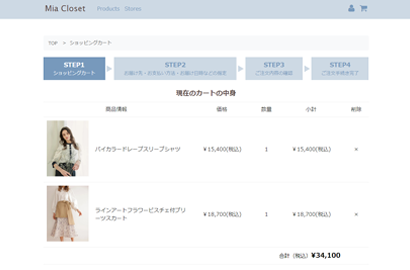 Mia Closet Products Stores
TOP > ショッピングカート
STEP1 STEP2 STEP3 STEP4
ショッピングカート お届け先・お支払い方法・お届け日時などの指定 ご注文内容の確認 ご注文手続き完了
現在のカートの中身
商品情報 価格 数量 小計 削除
バイカラードレープスリーブシャツ ￥15,400(税込) 1 ￥15,400(税込) ×
ラインアートフラワービスチェ付プリ
ーツスカート
￥18,700(税込) 1 ￥18,700(税込) ×
合計（税込）￥34,100